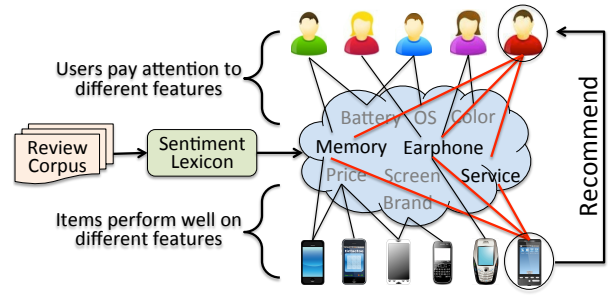 Users pay attention to
different features
Battery OS Color
Memory Earphone
Price Screen Service
Brand
Review
Corpus
Sentiment
Lexicon
Items perform well on
different features
Recommend